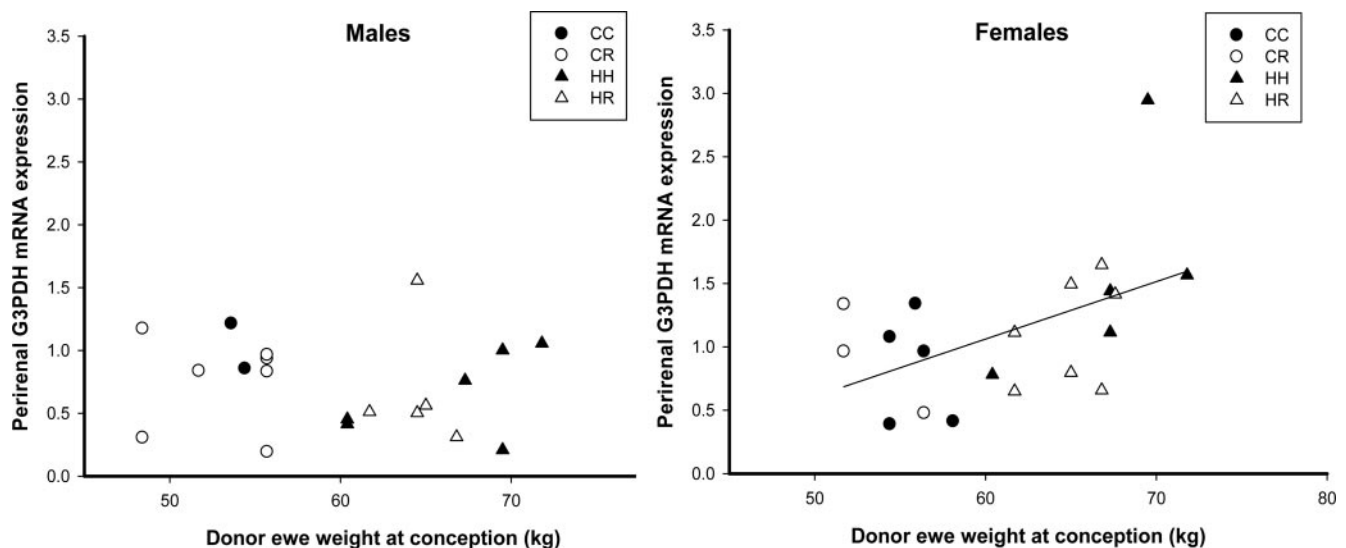 Males
CC
CR
HH
HR
3.5
3.0
2.5
2.0
1.5
1.0
0.5
0.0
Perirenal G3PDH mRNA expression
50
60
70
Donor ewe weight at conception (kg)
Females
CC
CR
HH
HR
3.5
3.0
2.5
2.0
1.5
1.0
0.5
0.0
Perirenal G3PDH mRNA expression
50
60
70
80
Donor ewe weight at conception (kg)